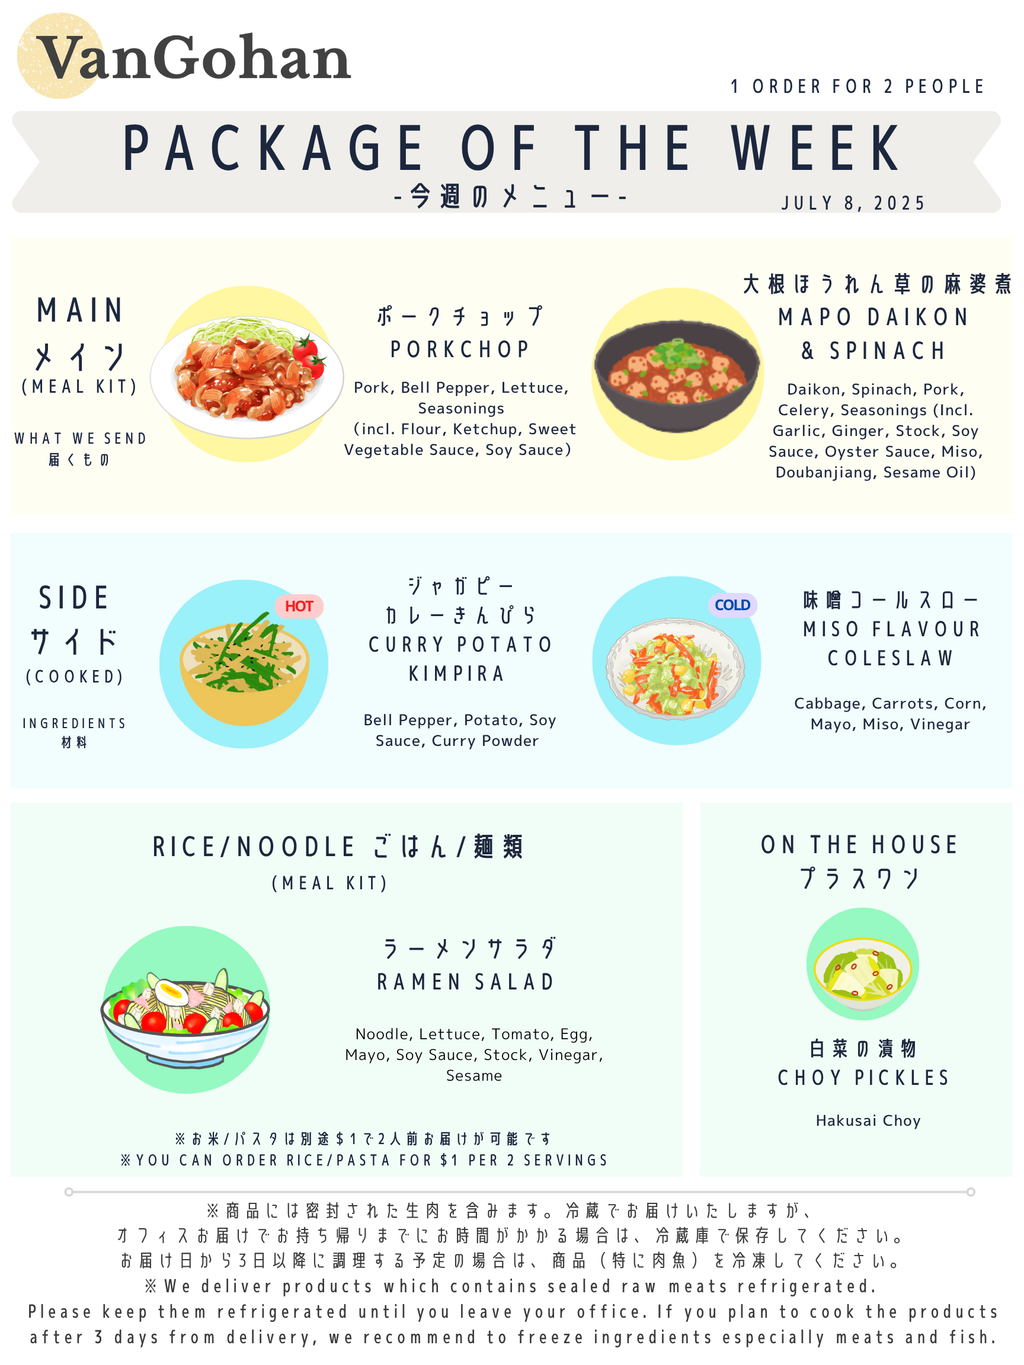 VanGohan
1 ORDER FOR 2 PEOPLE
PACKAGE OF THE WEEK
-今週のメニュー-
JULY 8, 2025
MAIN
メイン
(MEAL KIT)
WHAT WE SEND
届くもの
ポークチョップ
PORKCHOP
Pork, Bell Pepper, Lettuce,
Seasonings
(incl. Flour, Ketchup, Sweet
Vegetable Sauce, Soy Sauce)
大根ほうれん草の麻婆煮
MAPO DAIKON
& SPINACH
Daikon, Spinach, Pork,
Celery, Seasonings (Incl.
Garlic, Ginger, Stock, Soy
Sauce, Oyster Sauce, Miso,
Doubanjiang, Sesame Oil)
SIDE
サイド
(COOKED)
INGREDIENTS
材料
HOT
ジャガピー
カレーきんぴら
CURRY POTATO
KIMPIRA
Bell Pepper, Potato, Soy
Sauce, Curry Powder
COLD
味噌コールスロー
MISO FLAVOUR
COLESLAW
Cabbage, Carrots, Corn,
Mayo, Miso, Vinegar
RICE/NOODLE ごはん/麺類
(MEAL KIT)
ラーメンサラダ
RAMEN SALAD
Noodle, Lettuce, Tomato, Egg,
Mayo, Soy Sauce, Stock, Vinegar,
Sesame
※お米/パスタは別途$1で2人前お届けが可能です
※YOU CAN ORDER RICE/PASTA FOR $1 PER 2 SERVINGS
ON THE HOUSE
プラスワン
白菜の漬物
CHOY PICKLES
Hakusai Choy
※商品には密封された生肉を含みます。冷蔵でお届けいたしますが、
オフィスお届けでお持ち帰りまでにお時間がかかる場合は、冷蔵庫で保存してください。
お届け日から3日以降に調理する予定の場合は、商品（特に肉魚）を冷凍してください。
※We deliver products which contains sealed raw meats refrigerated.
Please keep them refrigerated until you leave your office. If you plan to cook the products
after 3 days from delivery, we recommend to freeze ingredients especially meats and fish.